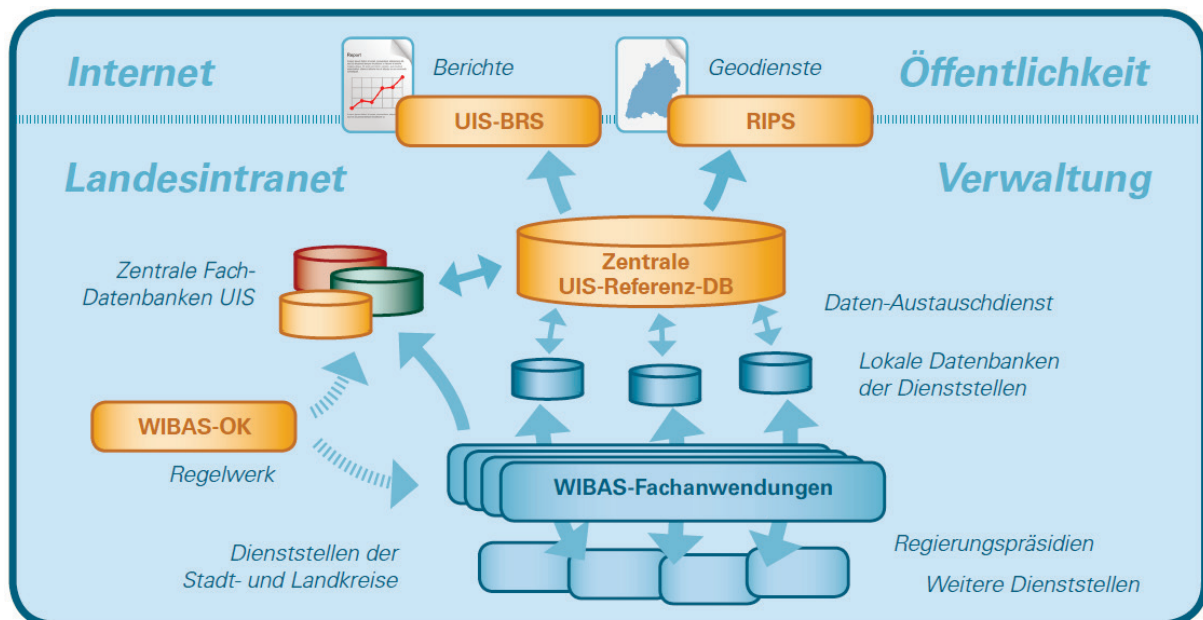 Internet
Report
Berichte
Geodienste
Öffentlichkeit
UIS-BRS
RIPS
Landesintranet
Verwaltung
Zentrale Fach-
Datenbanken UIS
Zentrale
UIS-Referenz-DB
Daten-Austauschdienst
Lokale Datenbanken
der Dienststellen
WIBAS-OK
Regelwerk
WIBAS-Fachanwendungen
Dienststellen der
Stadt- und Landkreise
Regierungspräsidien
Weitere Dienststellen